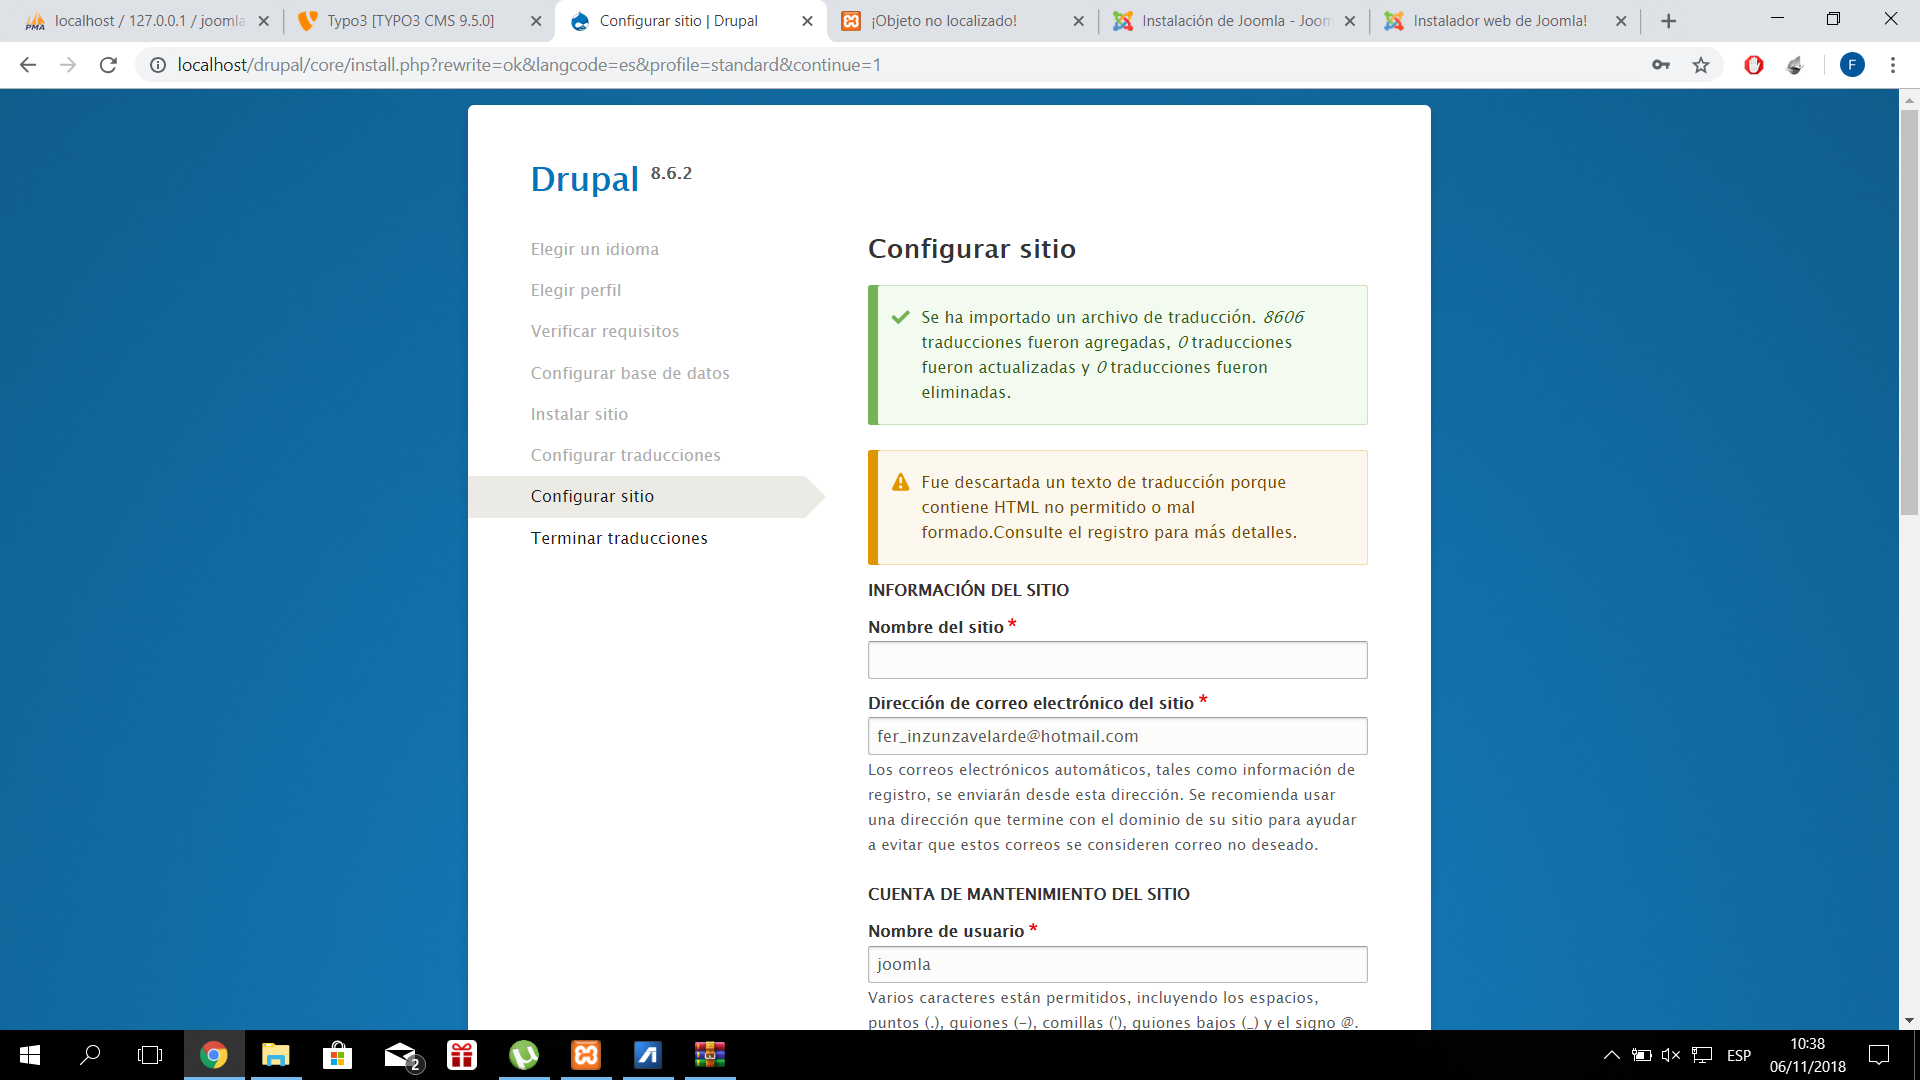 localhost / 127.0.0.1 / joomla
Typo3 [TYPO3 CMS 9.5.0]
Configurar sitio | Drupal
¡Objeto no localizado!
Instalación de Joomla - Joom
Instalador web de Joomla!
localhost/drupal/core/install.php?rewrite=ok&langcode=es&profile=standard&continue=1
F
Drupal 8.6.2
Elegir un idioma
Elegir perfil
Verificar requisitos
Configurar base de datos
Instalar sitio
Configurar traducciones
Configurar sitio
Terminar traducciones
Configurar sitio
Se ha importado un archivo de traducción. 8606
traducciones fueron agregadas, 0 traducciones
fueron actualizadas y 0 traducciones fueron
eliminadas.
Fue descartada un texto de traducción porque
contiene HTML no permitido o mal
formado.Consulte el registro para más detalles.
INFORMACIÓN DEL SITIO
Nombre del sitio *
Dirección de correo electrónico del sitio *
fer_inzunzavelarde@hotmail.com
Los correos electrónicos automáticos, tales como información de
registro, se enviarán desde esta dirección. Se recomienda usar
una dirección que termine con el dominio de su sitio para ayudar
a evitar que estos correos se consideren correo no deseado.
CUENTA DE MANTENIMIENTO DEL SITIO
Nombre de usuario *
joomla
Varios caracteres están permitidos, incluyendo los espacios,
puntos (.), guiones (-), comillas ('), guiones bajos (_) y el signo @.
2
ESP
10:38
06/11/2018